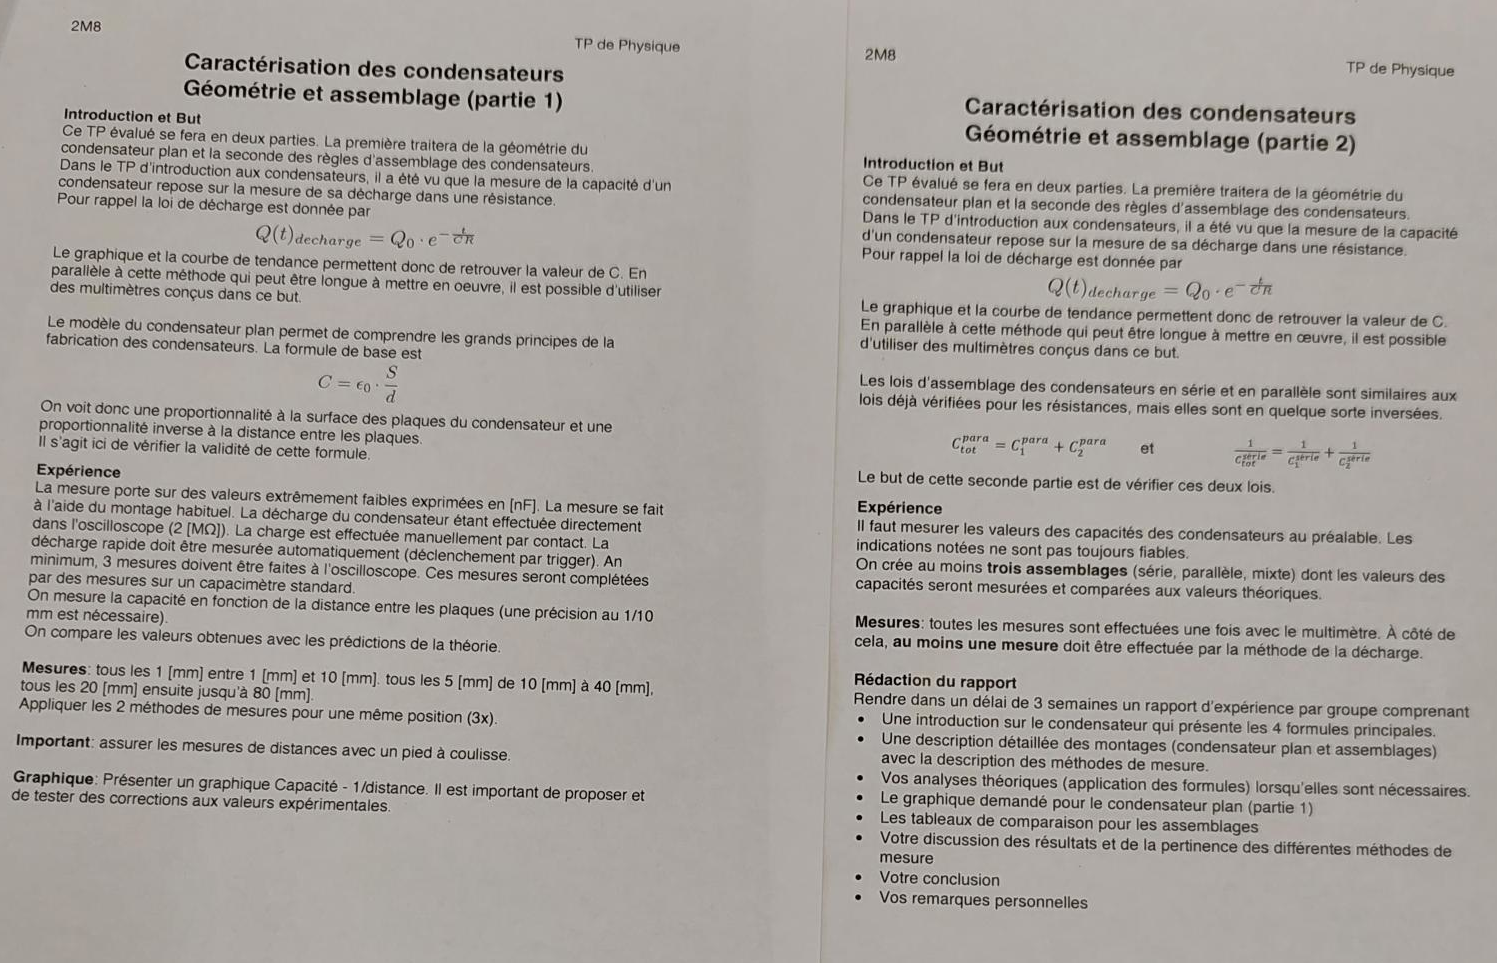 2M8
TP de Physique
Caractérisation des condensateurs
Géométrie et assemblage (partie 1)
Introduction et But
Ce TP évalué se fera en deux parties. La première traitera de la géométrie du
condensateur plan et la seconde des règles d'assemblage des condensateurs.
Dans le TP d'introduction aux condensateurs, il a été vu que la mesure de la capacité d'un
condensateur repose sur la mesure de sa décharge dans une résistance.
Pour rappel la loi de décharge est donnée par
Q(t)decharge = Q₀ · e^(-t/CR)
Le graphique et la courbe de tendance permettent donc de retrouver la valeur de C. En
parallèle à cette méthode qui peut être longue à mettre en oeuvre, il est possible d'utiliser
des multimètres conçus dans ce but.
Le modèle du condensateur plan permet de comprendre les grands principes de la
fabrication des condensateurs. La formule de base est
C = ϵ₀ · S/d
On voit donc une proportionnalité à la surface des plaques du condensateur et une
proportionnalité inverse à la distance entre les plaques.
Il s'agit ici de vérifier la validité de cette formule.
Expérience
La mesure porte sur des valeurs extrêmement faibles exprimées en [nF]. La mesure se fait
à l'aide du montage habituel. La décharge du condensateur étant effectuée directement
dans l'oscilloscope (2 [MΩ]). La charge est effectuée manuellement par contact. La
décharge rapide doit être mesurée automatiquement (déclenchement par trigger). An
minimum, 3 mesures doivent être faites à l'oscilloscope. Ces mesures seront complétées
par des mesures sur un capacimètre standard.
On mesure la capacité en fonction de la distance entre les plaques (une précision au 1/10
mm est nécessaire).
On compare les valeurs obtenues avec les prédictions de la théorie.
Mesures: tous les 1 [mm] entre 1 [mm] et 10 [mm]. tous les 5 [mm] de 10 [mm] à 40 [mm],
tous les 20 [mm] ensuite jusqu'à 80 [mm].
Appliquer les 2 méthodes de mesures pour une même position (3x).
Important: assurer les mesures de distances avec un pied à coulisse.
Graphique: Présenter un graphique Capacité - 1/distance. Il est important de proposer et
de tester des corrections aux valeurs expérimentales.
2M8
TP de Physique
Caractérisation des condensateurs
Géométrie et assemblage (partie 2)
Introduction et But
Ce TP évalué se fera en deux parties. La première traitera de la géométrie du
condensateur plan et la seconde des règles d'assemblage des condensateurs.
Dans le TP d'introduction aux condensateurs, il a été vu que la mesure de la capacité
d'un condensateur repose sur la mesure de sa décharge dans une résistance.
Pour rappel la loi de décharge est donnée par
Q(t)decharge = Q₀ · e^(-t/CR)
Le graphique et la courbe de tendance permettent donc de retrouver la valeur de C.
En parallèle à cette méthode qui peut être longue à mettre en œuvre, il est possible
d'utiliser des multimètres conçus dans ce but.
Les lois d'assemblage des condensateurs en série et en parallèle sont similaires aux
lois déjà vérifiées pour les résistances, mais elles sont en quelque sorte inversées.
C_tot^para = C_1^para + C_2^para et 1/C_tot^série = 1/C_1^série + 1/C_2^série
Le but de cette seconde partie est de vérifier ces deux lois.
Expérience
Il faut mesurer les valeurs des capacités des condensateurs au préalable. Les
indications notées ne sont pas toujours fiables.
On crée au moins trois assemblages (série, parallèle, mixte) dont les valeurs des
capacités seront mesurées et comparées aux valeurs théoriques.
Mesures: toutes les mesures sont effectuées une fois avec le multimètre. À côté de
cela, au moins une mesure doit être effectuée par la méthode de la décharge.
Rédaction du rapport
Rendre dans un délai de 3 semaines un rapport d'expérience par groupe comprenant
• Une introduction sur le condensateur qui présente les 4 formules principales.
• Une description détaillée des montages (condensateur plan et assemblages)
avec la description des méthodes de mesure.
• Vos analyses théoriques (application des formules) lorsqu'elles sont nécessaires.
• Le graphique demandé pour le condensateur plan (partie 1)
• Les tableaux de comparaison pour les assemblages
• Votre discussion des résultats et de la pertinence des différentes méthodes de
mesure
• Votre conclusion
• Vos remarques personnelles